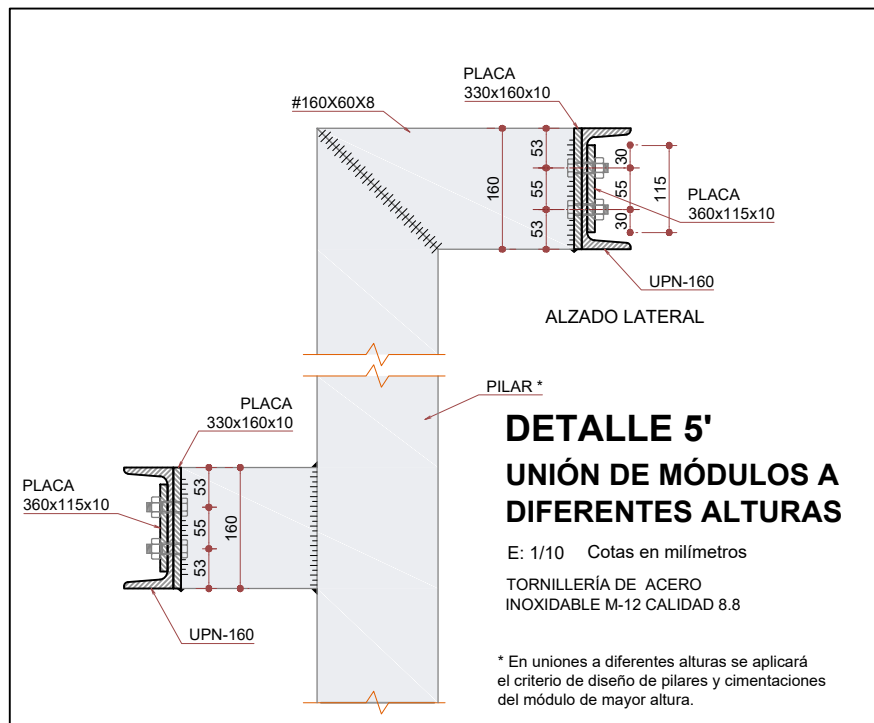 PLACA
330x160x10
#160X60X8
53
55
53
160
30
55
30
115
PLACA
360x115x10
UPN-160
ALZADO LATERAL
PILAR *
PLACA
330x160x10
PLACA
360x115x10
53
55
53
160
UPN-160
DETALLE 5'
UNIÓN DE MÓDULOS A
DIFERENTES ALTURAS
E: 1/10 Cotas en milímetros
TORNILLERÍA DE ACERO
INOXIDABLE M-12 CALIDAD 8.8
* En uniones a diferentes alturas se aplicará
el criterio de diseño de pilares y cimentaciones
del módulo de mayor altura.